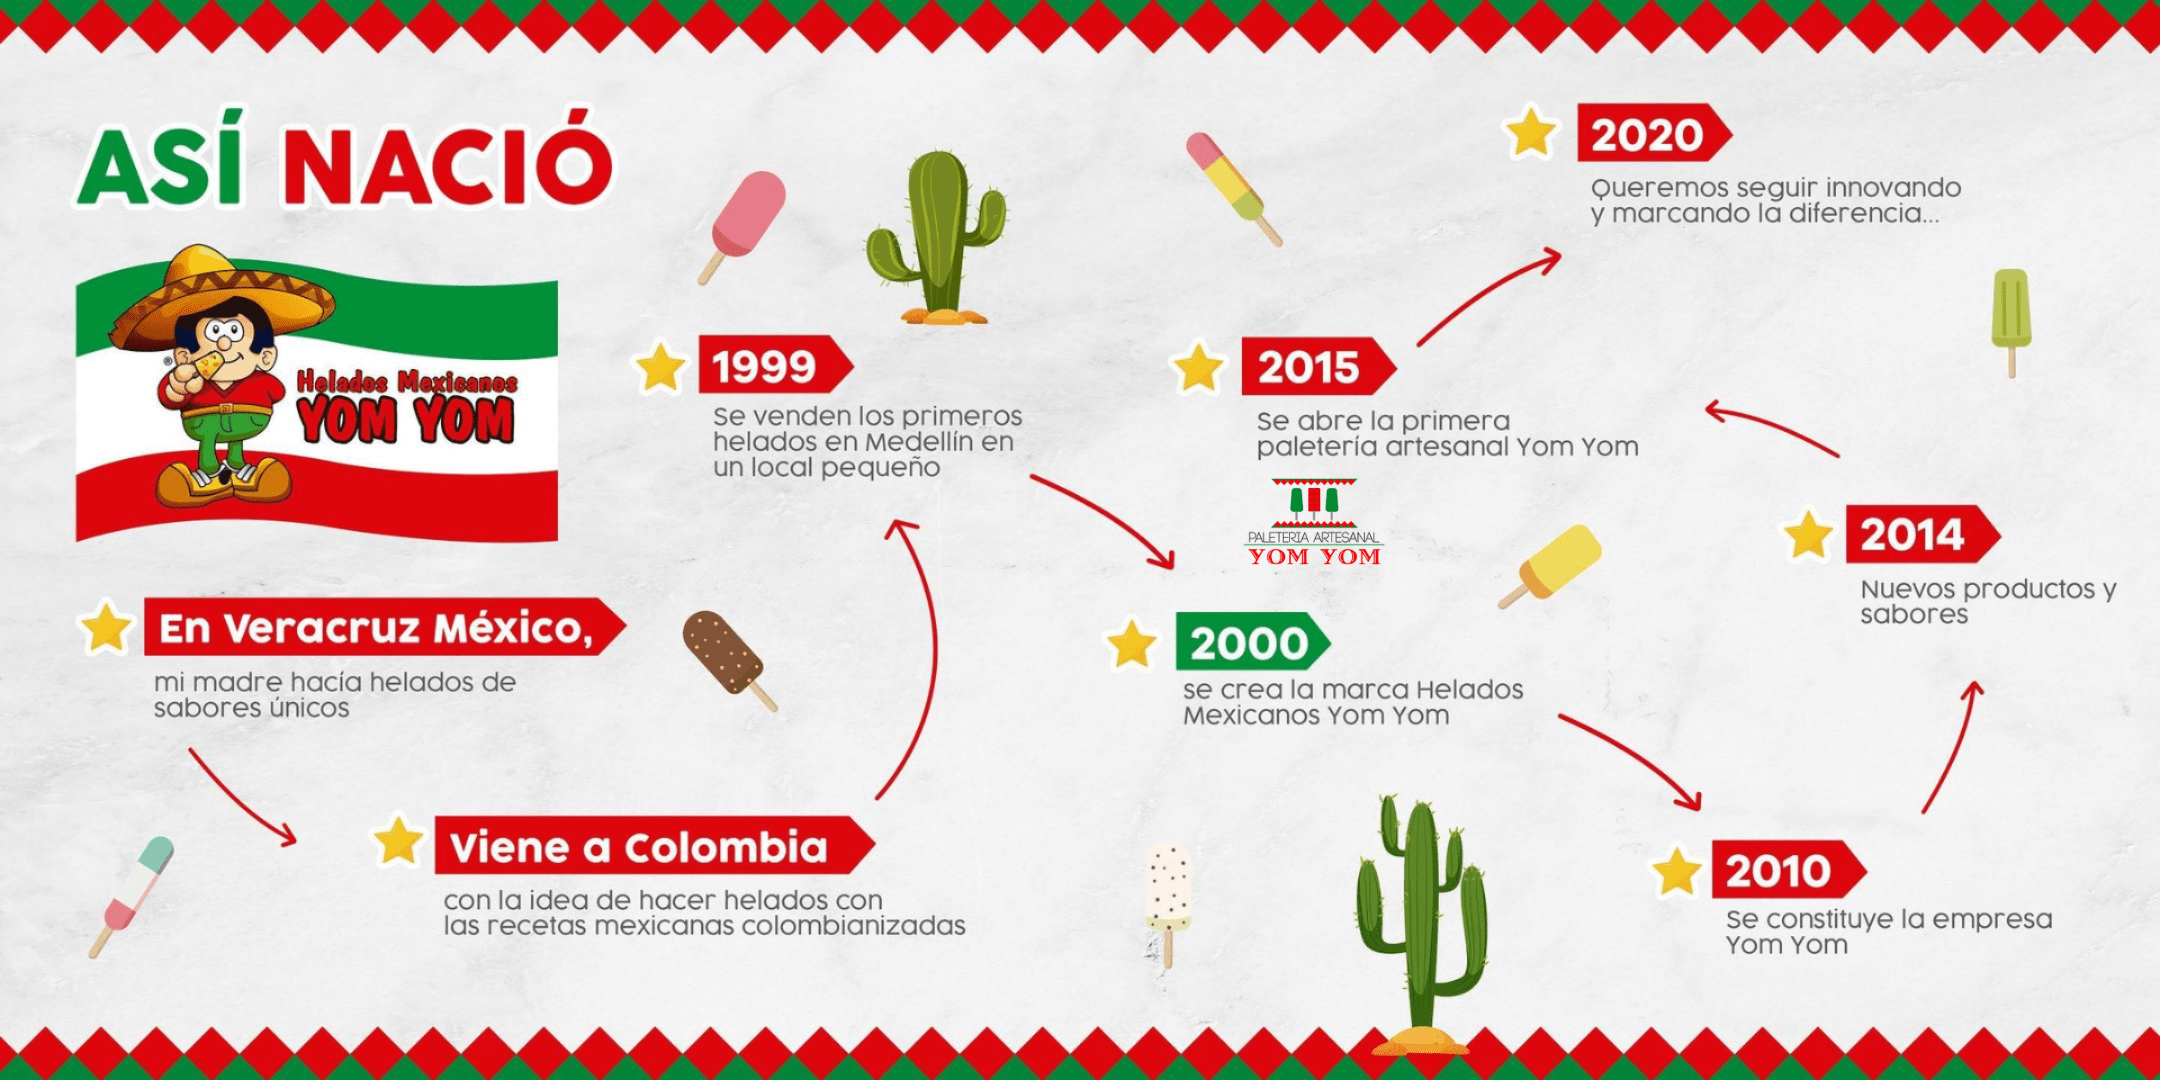 ASÍ NACIÓ
®
Helados Mexicanos
YOM YOM
En Veracruz México,
mi madre hacía helados de
sabores únicos
Viene a Colombia
con la idea de hacer helados con
las recetas mexicanas colombianizadas
1999
Se venden los primeros
helados en Medellín en
un local pequeño
2000
se crea la marca Helados
Mexicanos Yom Yom
2010
Se constituye la empresa
Yom Yom
2014
Nuevos productos y
sabores
2015
Se abre la primera
paletería artesanal Yom Yom
PALETERIA ARTESANAL
YOM YOM
2020
Queremos seguir innovando
y marcando la diferencia...